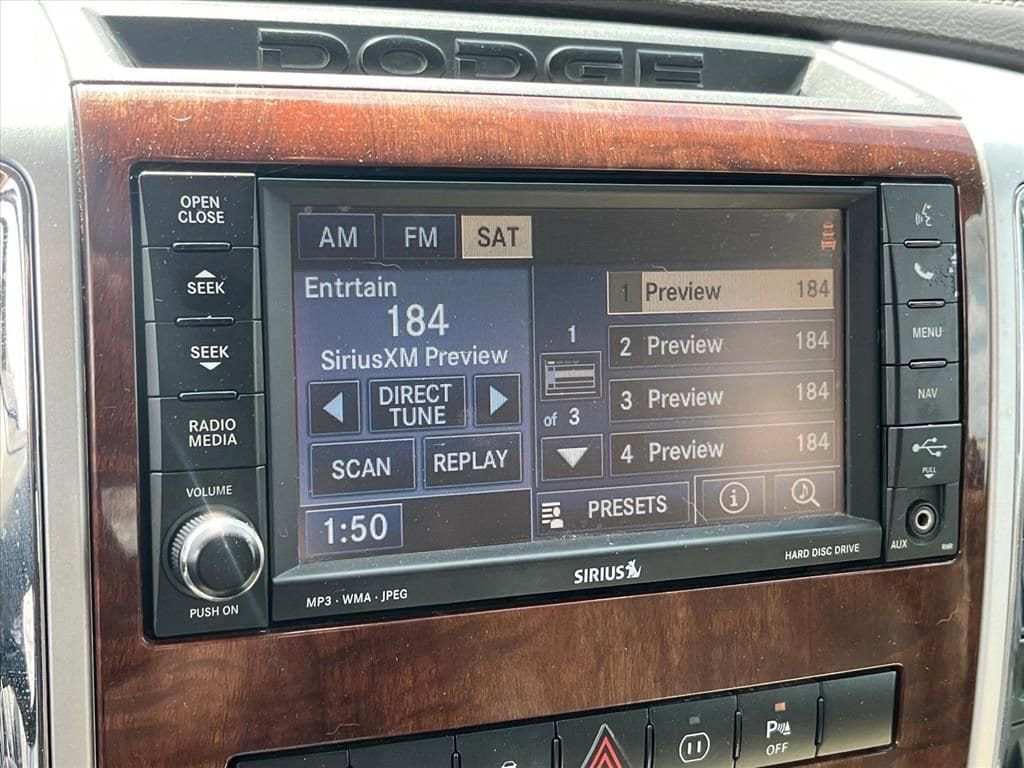 DODGE
OPEN
CLOSE
SEEK
SEEK
RADIO
MEDIA
VOLUME
PUSH ON
AM FM SAT
Entrtain
184
SiriusXM Preview
DIRECT
TUNE
SCAN REPLAY
1:50
1
of 3
1 Preview 184
2 Preview 184
3 Preview 184
4 Preview 184
PRESETS
i
MENU
NAV
PULL
AUX
MP3 · WMA · JPEG
SIRIUS
HARD DISC DRIVE
P
OFF